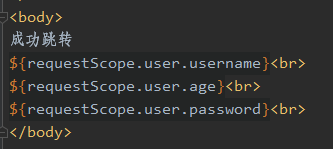 <body>
成功跳转
${requestScope.user.username}<br>
${requestScope.user.age}<br>
${requestScope.user.password}<br>
</body>